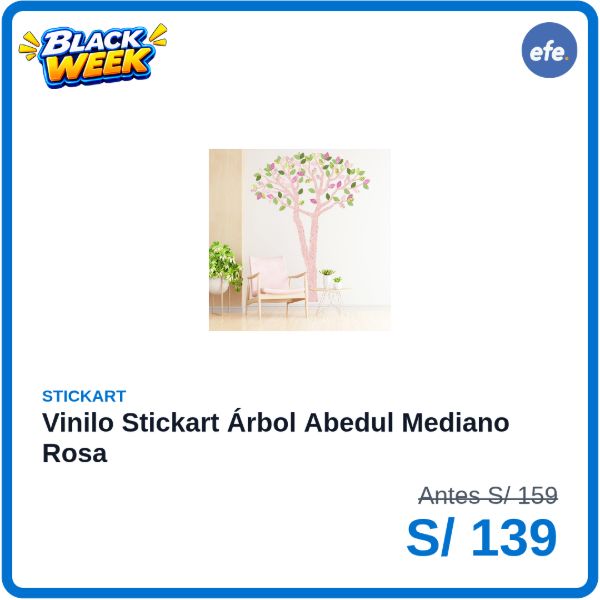 BLACK
WEEK
efe.
STICKART
Vinilo Stickart Árbol Abedul Mediano
Rosa
Antes S/ 159
S/ 139